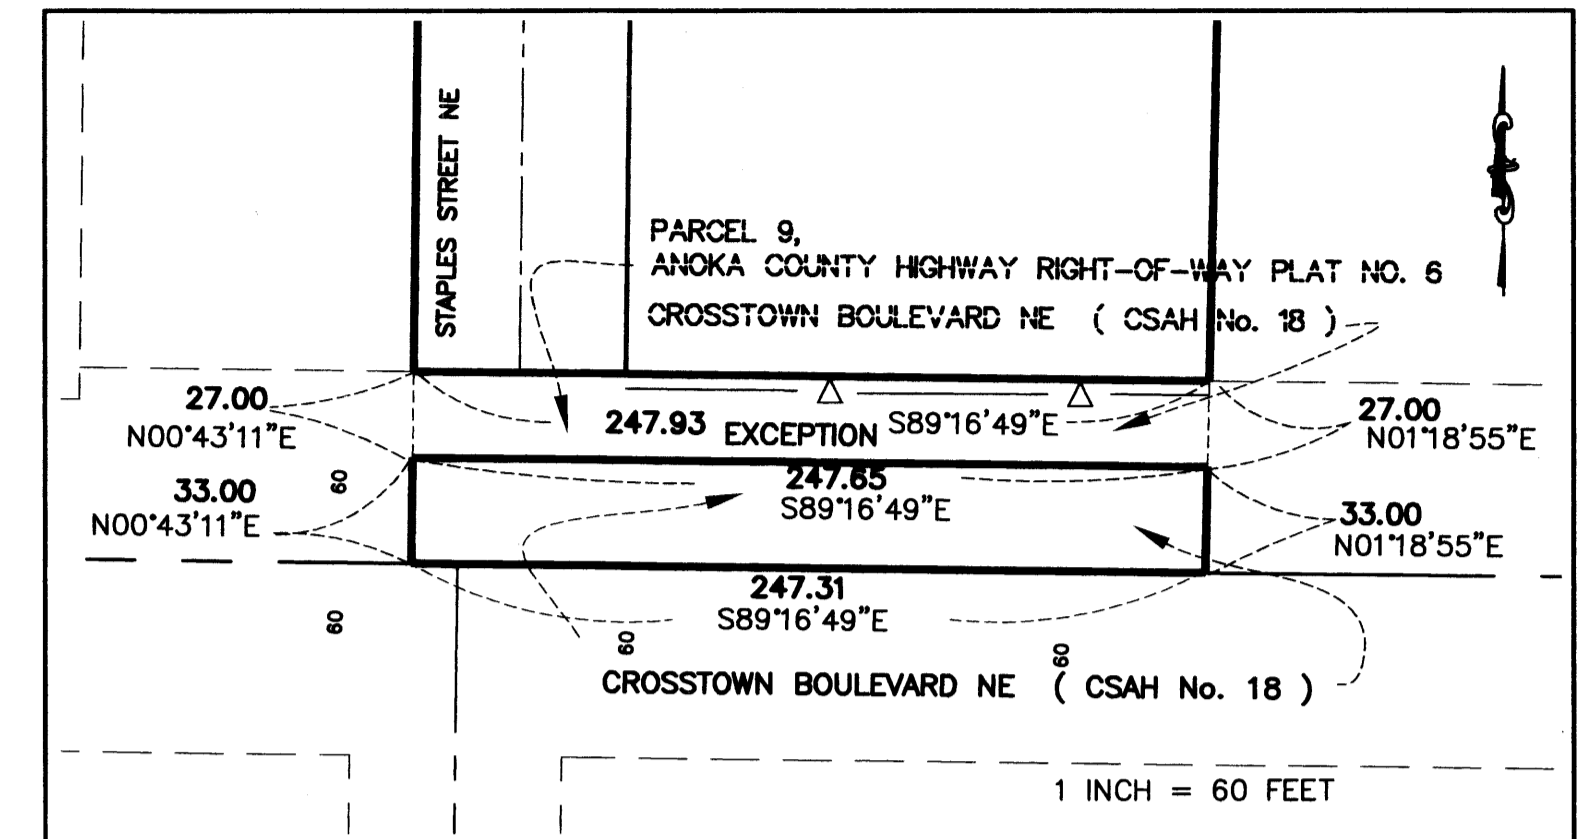 STAPLES STREET NE
PARCEL 9,
ANOKA COUNTY HIGHWAY RIGHT-OF-WAY PLAT NO. 6
CROSSTOWN BOULEVARD NE ( CSAH No. 18 )
27.00
N00°43'11"E
247.93 EXCEPTION S89°16'49"E
27.00
N01°18'55"E
60
33.00
N00°43'11"E
247.65
S89°16'49"E
33.00
N01°18'55"E
247.31
S89°16'49"E
60
60
60
CROSSTOWN BOULEVARD NE ( CSAH No. 18 )
1 INCH = 60 FEET